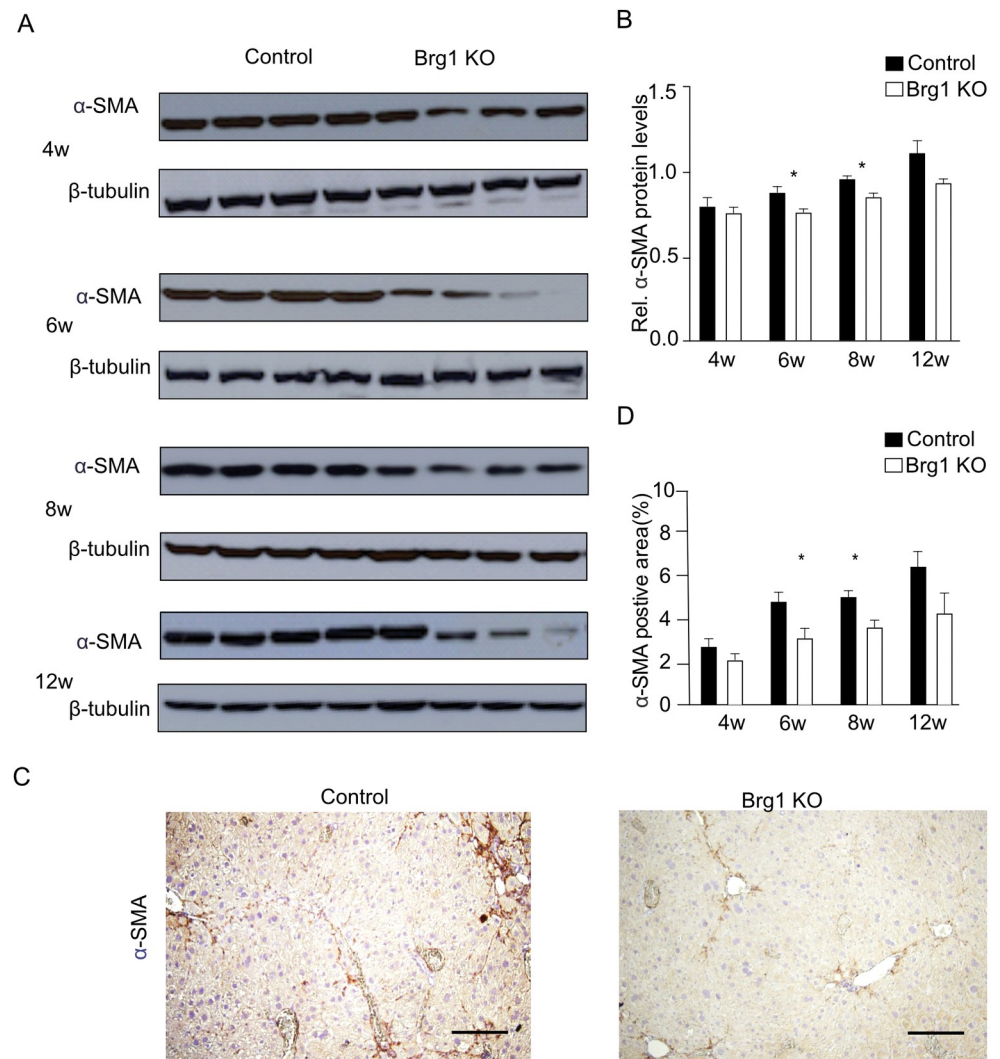 A
Control Brg1 KO
α-SMA
4w
β-tubulin
α-SMA
6w
β-tubulin
α-SMA
8w
β-tubulin
α-SMA
12w
β-tubulin
B
Control
Brg1 KO
Rel. α-SMA protein levels
1.5
1.0
0.5
0.0
* *
4w 6w 8w 12w
D
Control
Brg1 KO
α-SMA postive area(%)
10
8
6
4
2
0
* *
4w 6w 8w 12w
C
Control Brg1 KO
α-SMA